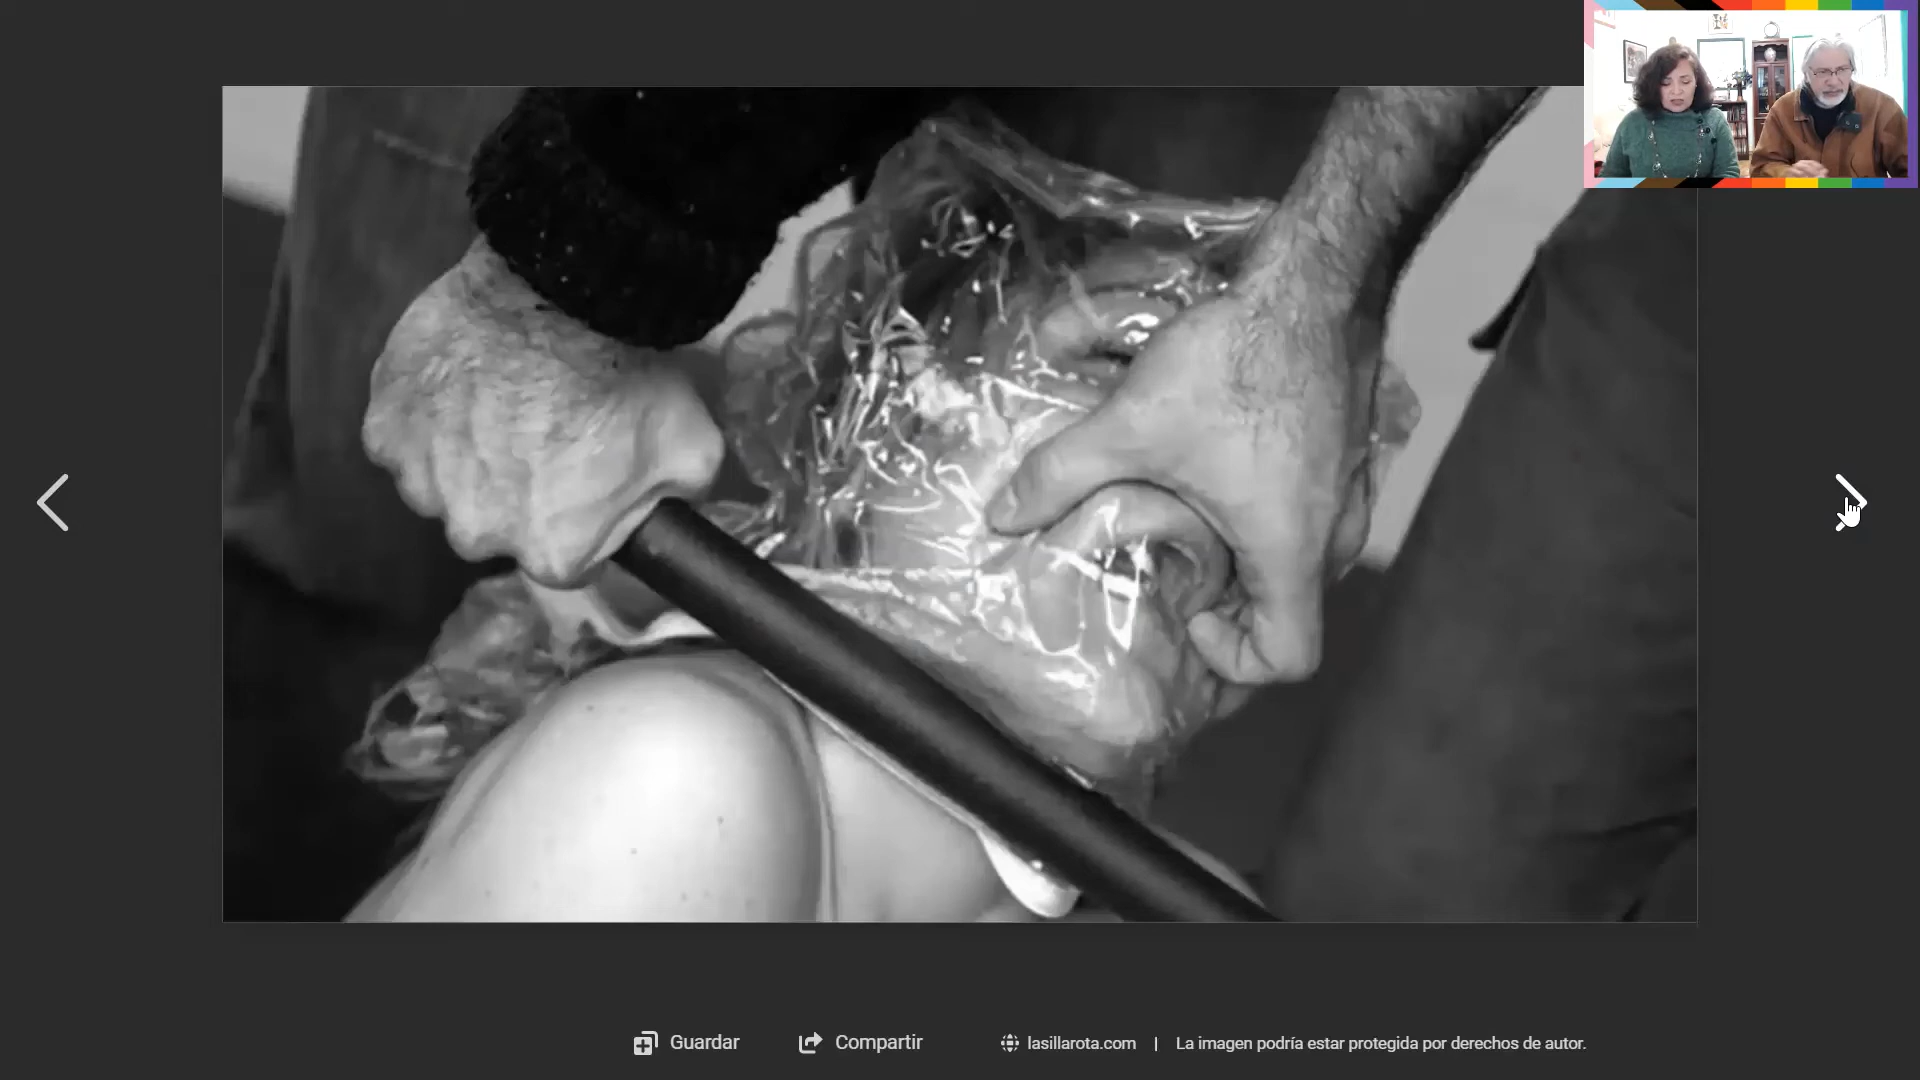 Guardar
Compartir
lasillarota.com | La imagen podría estar protegida por derechos de autor.